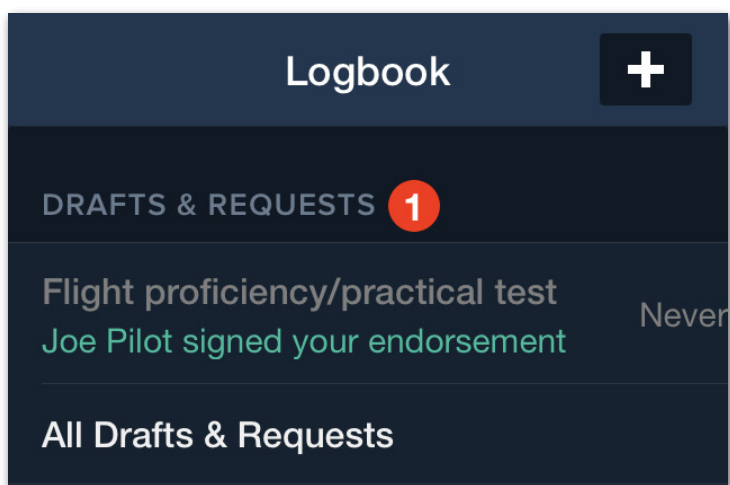 Logbook
DRAFTS & REQUESTS 1
Flight proficiency/practical test
Never
Joe Pilot signed your endorsement
All Drafts & Requests